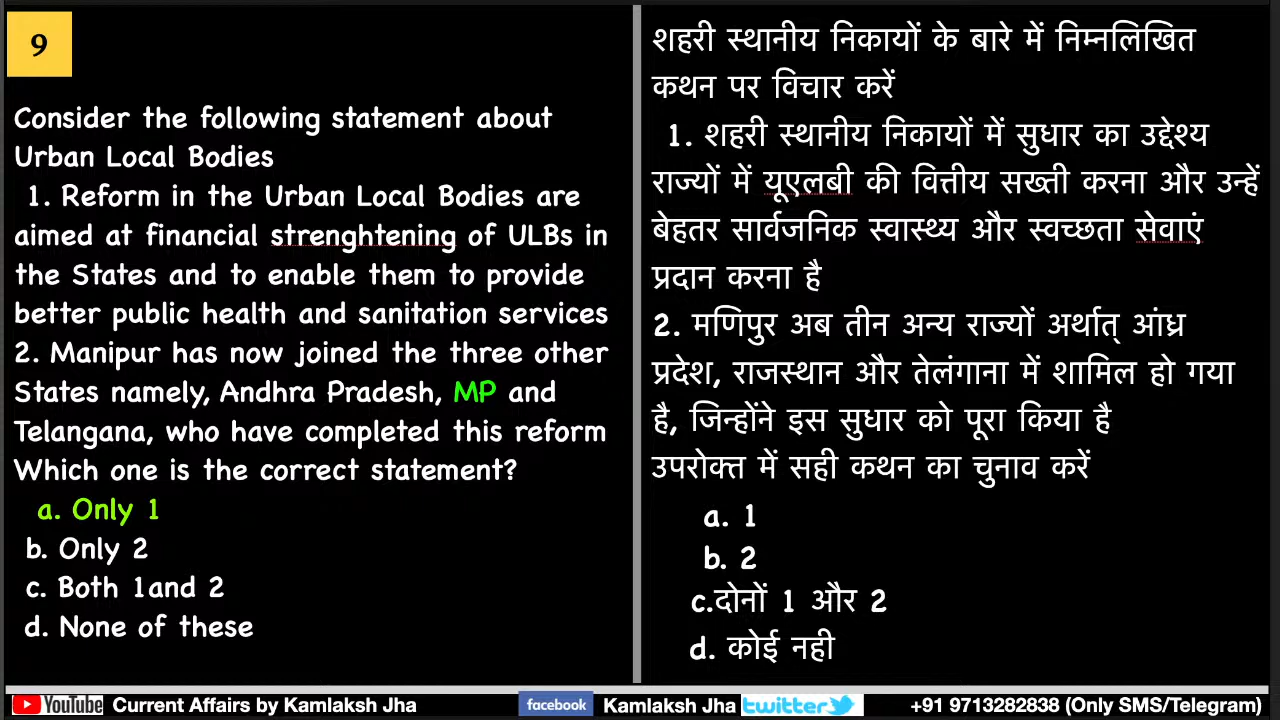 9
Consider the following statement about
Urban Local Bodies
1. Reform in the Urban Local Bodies are
aimed at financial strenghtening of ULBs in
the States and to enable them to provide
better public health and sanitation services
2. Manipur has now joined the three other
States namely, Andhra Pradesh, MP and
Telangana, who have completed this reform
Which one is the correct statement?
a. Only 1
b. Only 2
c. Both 1and 2
d. None of these
शहरी स्थानीय निकायों के बारे में निम्नलिखित
कथन पर विचार करें
1. शहरी स्थानीय निकायों में सुधार का उद्देश्य
राज्यों में यूएलबी की वित्तीय सख्ती करना और उन्हें
बेहतर सार्वजनिक स्वास्थ्य और स्वच्छता सेवाएं
प्रदान करना है
2. मणिपुर अब तीन अन्य राज्यों अर्थात् आंध्र
प्रदेश, राजस्थान और तेलंगाना में शामिल हो गया
है, जिन्होंने इस सुधार को पूरा किया है
उपरोक्त में सही कथन का चुनाव करें
a. 1
b. 2
c.दोनों 1 और 2
d. कोई नही
YouTube Current Affairs by Kamlaksh Jha facebook Kamlaksh Jha twitter +91 9713282838 (Only SMS/Telegram)